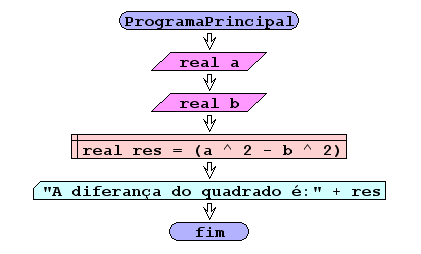 ProgramaPrincipal
real a
real b
real res = (a ^ 2 - b ^ 2)
"A diferança do quadrado é:" + res
fim